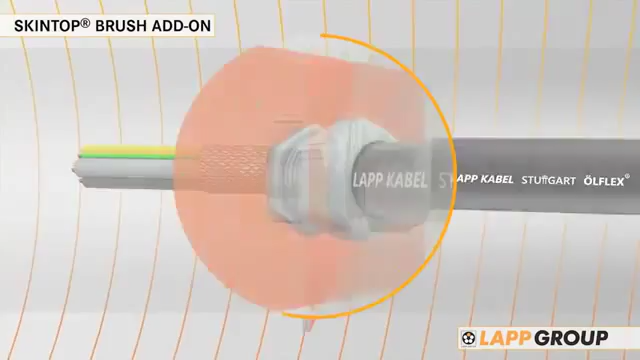 SKINTOP® BRUSH ADD-ON
LAPP KABEL STUTTGART ÖLFLEX®
LAPP KABEL
LAPP GROUP